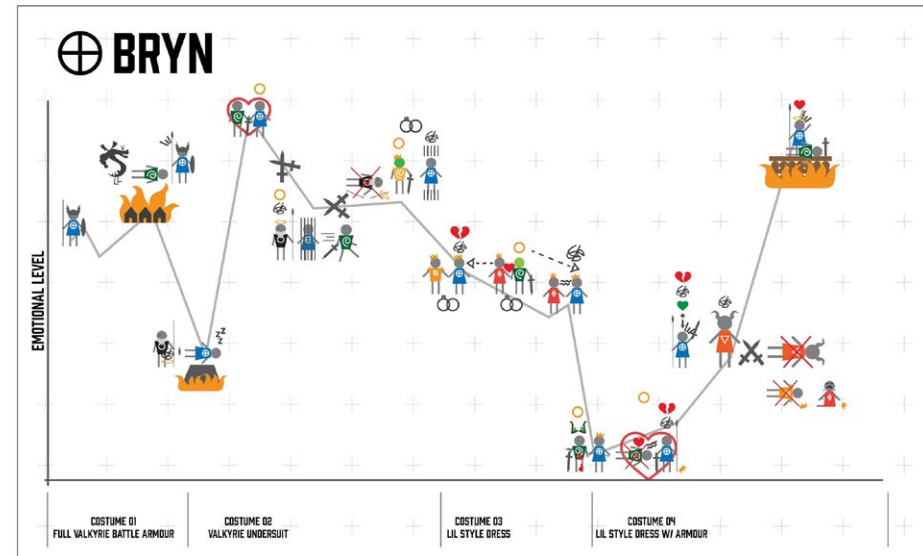 BRYN
EMOTIONAL LEVEL
z z z
COSTUME 01
FULL VALKYRIE BATTLE ARMOUR
COSTUME 02
VALKYRIE UNDERSUIT
COSTUME 03
LIL STYLE DRESS
COSTUME 04
LIL STYLE DRESS W/ ARMOUR